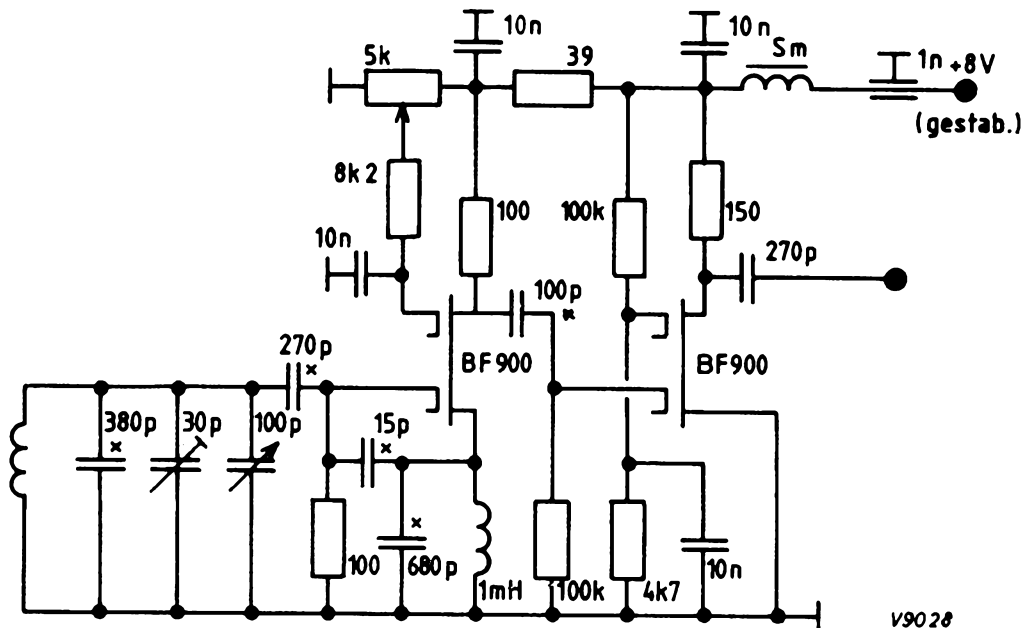 10n
10n
5k
39
Sm
1n +8V
(gestab.)
8k2
100
100k
150
10n
270p
100p
x
270p
x
BF900
BF900
380p
x
30p
100p
15p
x
x
100
680p
1mH
100k
4k7
10n
V9028